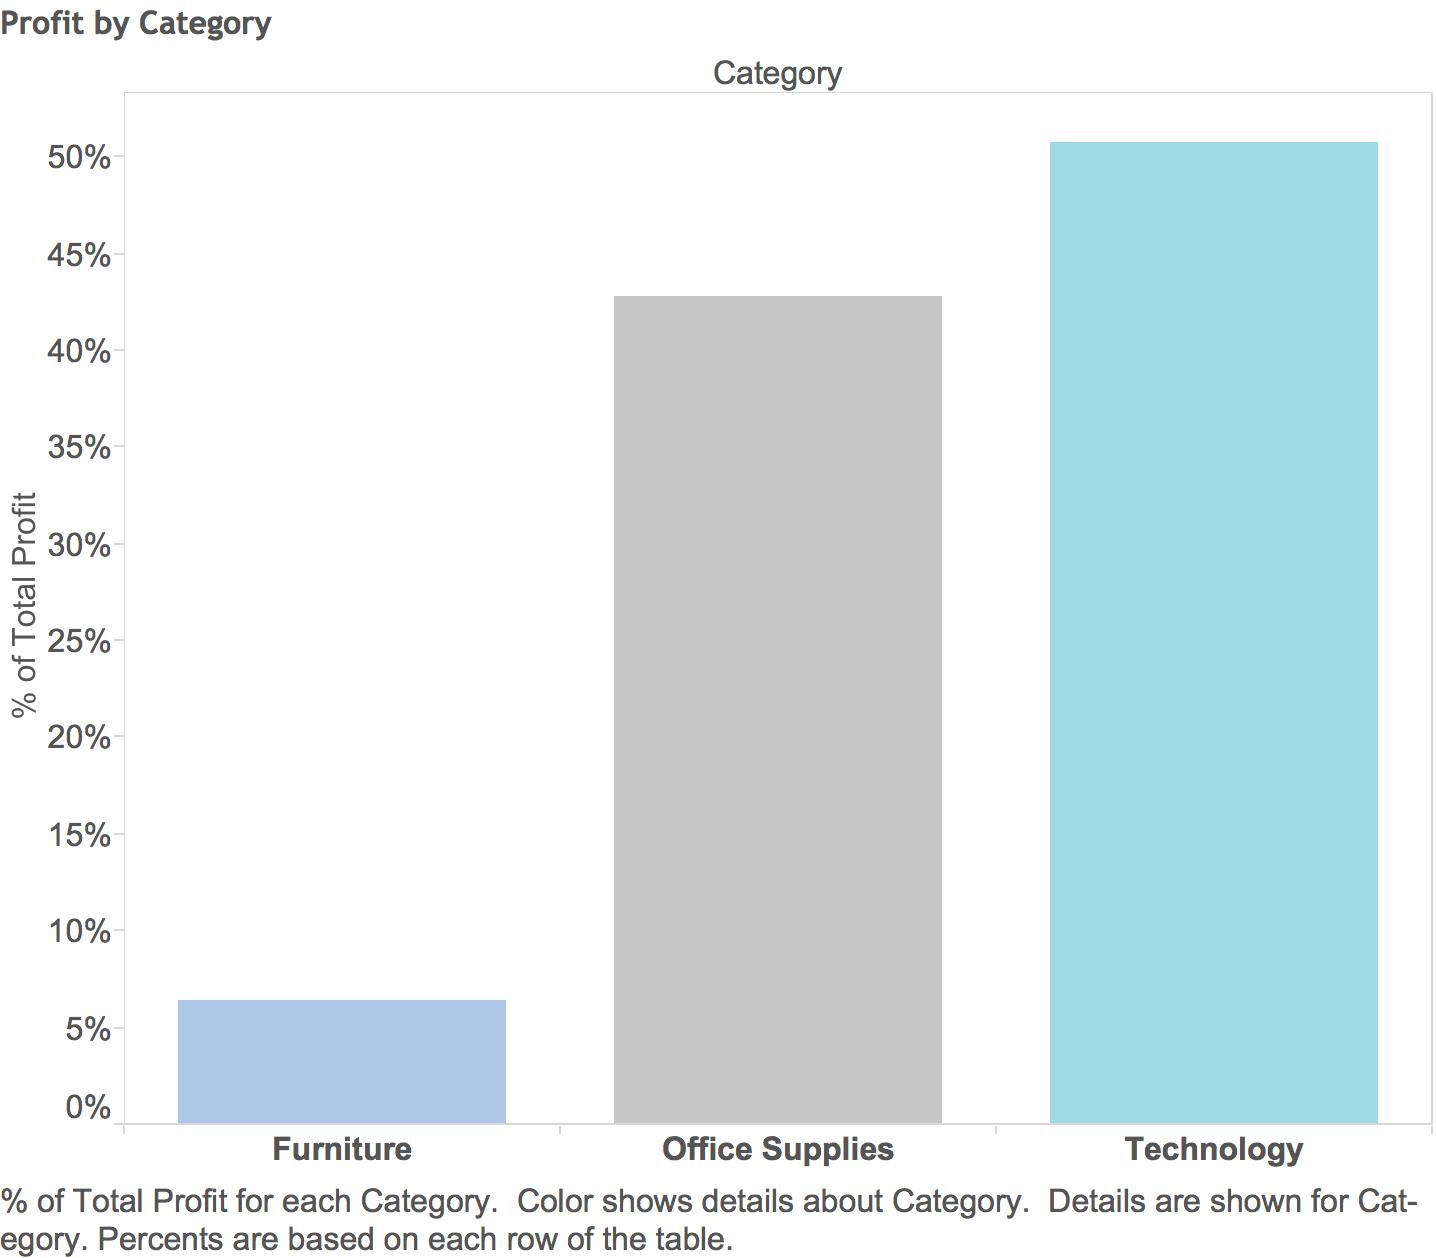 Profit by Category
Category
50%
45%
40%
35%
30%
25%
20%
15%
10%
5%
0%
% of Total Profit
Furniture
Office Supplies
Technology
% of Total Profit for each Category.  Color shows details about Category.  Details are shown for Cat-
egory. Percents are based on each row of the table.